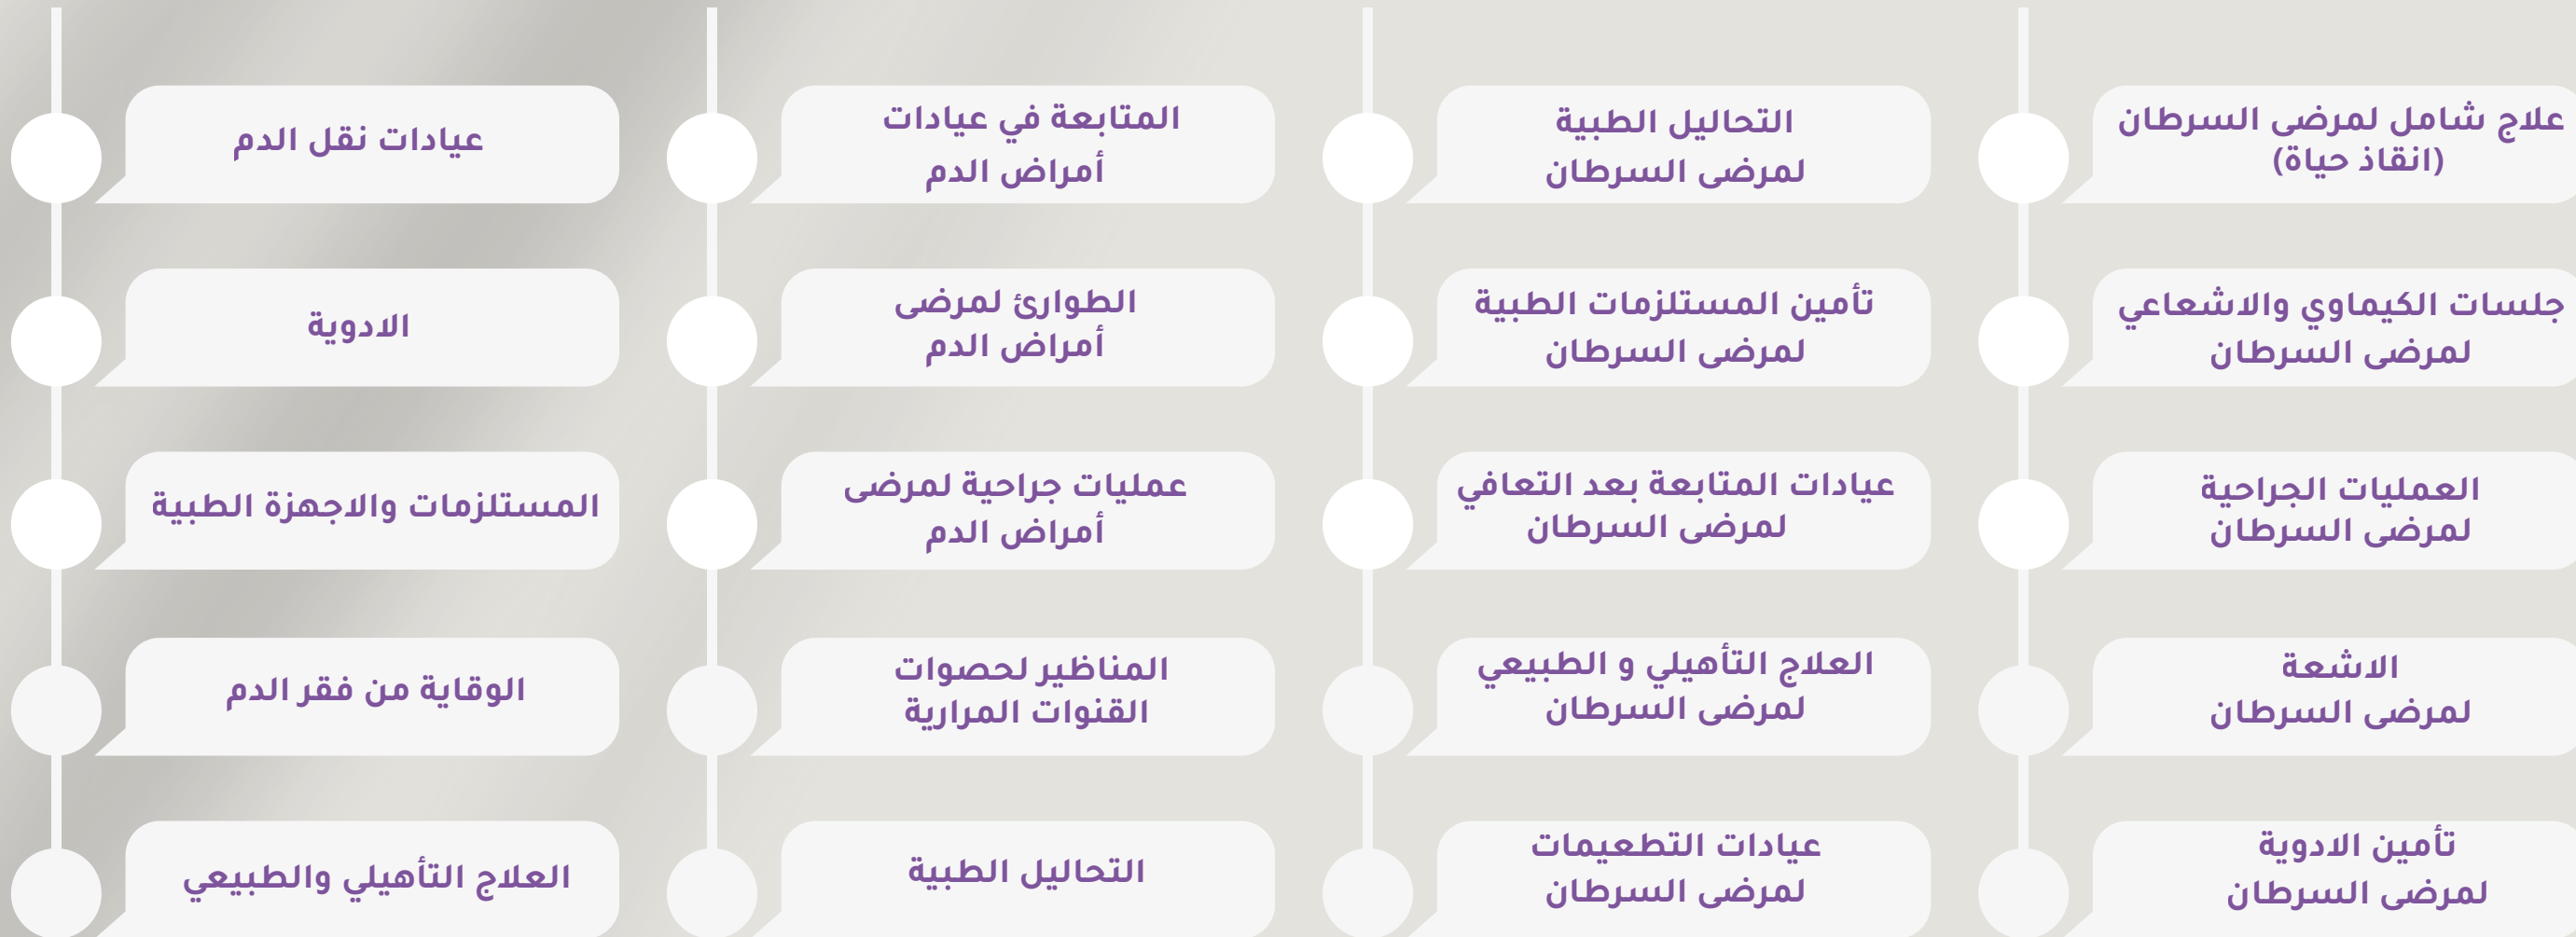 علاج شامل لمرضى السرطان
(انقاذ حياة)
جلسات الكيماوي والاشعاعي
لمرضى السرطان
العمليات الجراحية
لمرضى السرطان
الاشعة
لمرضى السرطان
تأمين الادوية
لمرضى السرطان
التحاليل الطبية
لمرضى السرطان
تأمين المستلزمات الطبية
لمرضى السرطان
عيادات المتابعة بعد التعافي
لمرضى السرطان
العلاج التأهيلي و الطبيعي
لمرضى السرطان
عيادات التطعيمات
لمرضى السرطان
المتابعة في عيادات
أمراض الدم
الطوارئ لمرضى
أمراض الدم
عمليات جراحية لمرضى
أمراض الدم
المناظير لحصوات
القنوات المرارية
التحاليل الطبية
عيادات نقل الدم
الادوية
المستلزمات والاجهزة الطبية
الوقاية من فقر الدم
العلاج التأهيلي والطبيعي